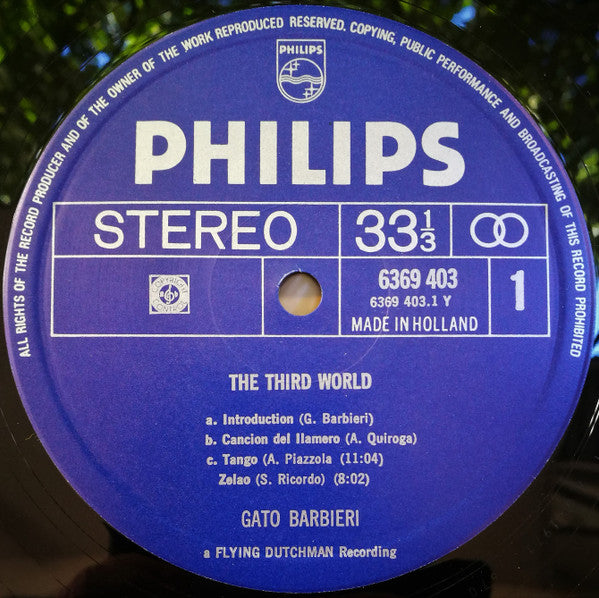 ALL RIGHTS OF THE RECORD PRODUCER AND OF THE OWNER OF THE WORK REPRODUCED RESERVED. COPYING, PUBLIC PERFORMANCE AND BROADCASTING OF THIS RECORD PROHIBITED
PHILIPS
PHILIPS
STEREO 33⅓
COPYRIGHT
CONTROL
6369 403
6369 403.1 Y
MADE IN HOLLAND
1
THE THIRD WORLD
a. Introduction (G. Barbieri)
b. Cancion del llamero (A. Quiroga)
c. Tango (A. Piazzola (11:04)
Zelao (S. Ricordo) (8:02)
GATO BARBIERI
a FLYING DUTCHMAN Recording